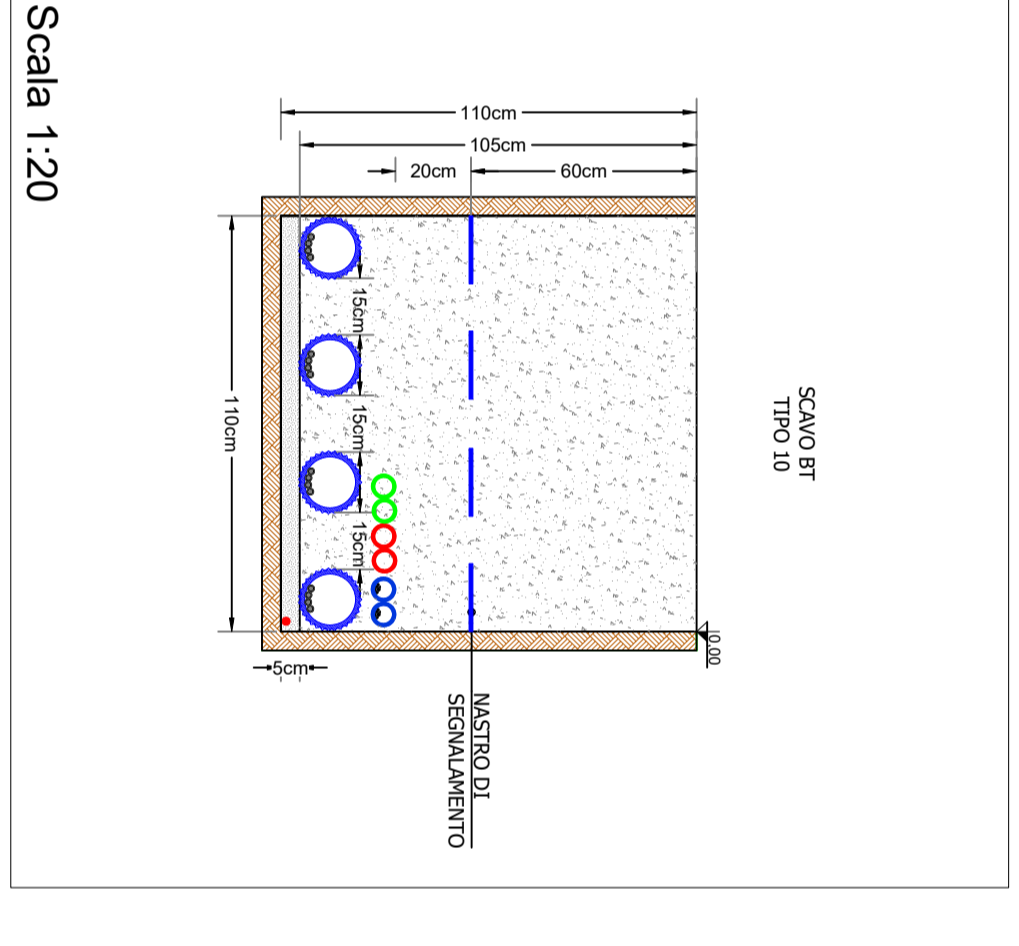 SCAVO BT
TIPO 10
0.00
110cm
105cm
20cm
60cm
15cm
15cm
15cm
110cm
5cm
NASTRO DI
SEGNALAMENTO
Scala 1:20